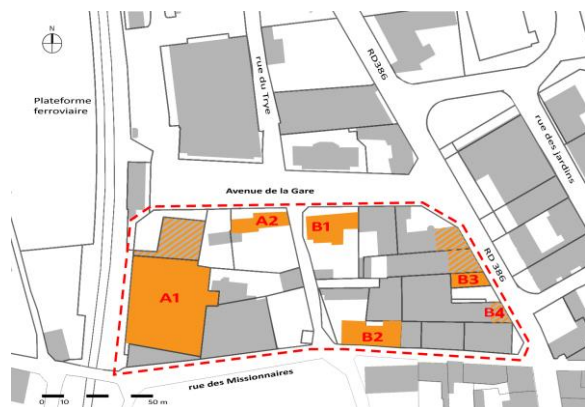 N
Plateforme
ferroviaire
rue du Trye
RD386
rue des jardins
Avenue de la Gare
A2
B1
RD 386
A1
B3
B4
B2
rue des Missionnaires
0 10 50 m